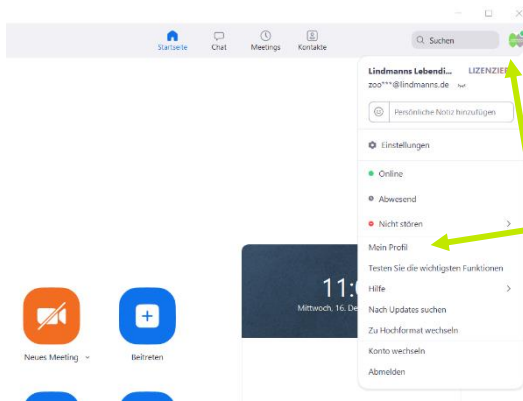 Startseite
Chat
Meetings
Kontakte
Suchen
Lindmanns Lebendi... LIZENZIER
zoo***@lindmanns.de
Persönliche Notiz hinzufügen
Einstellungen
Online
Abwesend
Nicht stören
Mein Profil
Testen Sie die wichtigsten Funktionen
Hilfe
Nach Updates suchen
Zu Hochformat wechseln
Konto wechseln
Abmelden
11:
Mittwoch, 16. De
Neues Meeting
Beitreten